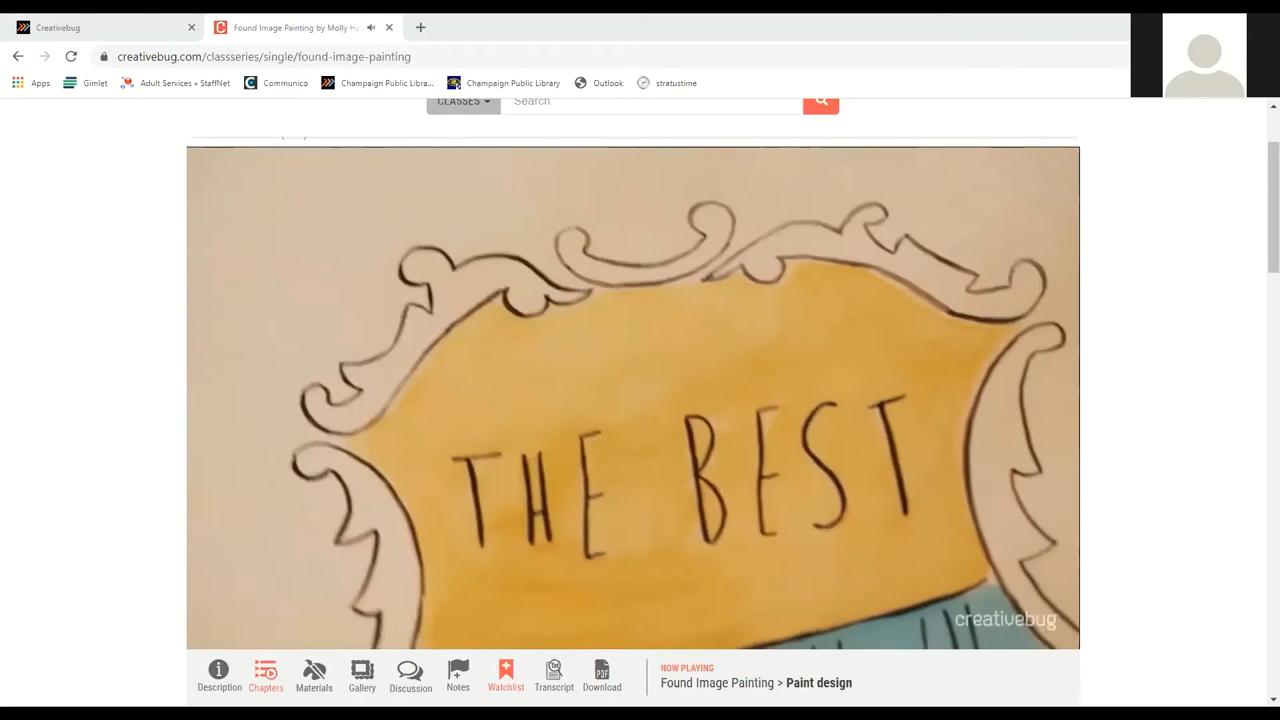 Creativebug
Found Image Painting by Molly H
creativebug.com/classseries/single/found-image-painting
Apps Gimlet Adult Services « StaffNet Communico Champaign Public Libra... Champaign Public Library Outlook stratustime
CLASSES Search
THE BEST
creativebug
NOW PLAYING
Description Chapters Materials Gallery Discussion Notes Watchlist Transcript Download Found Image Painting > Paint design